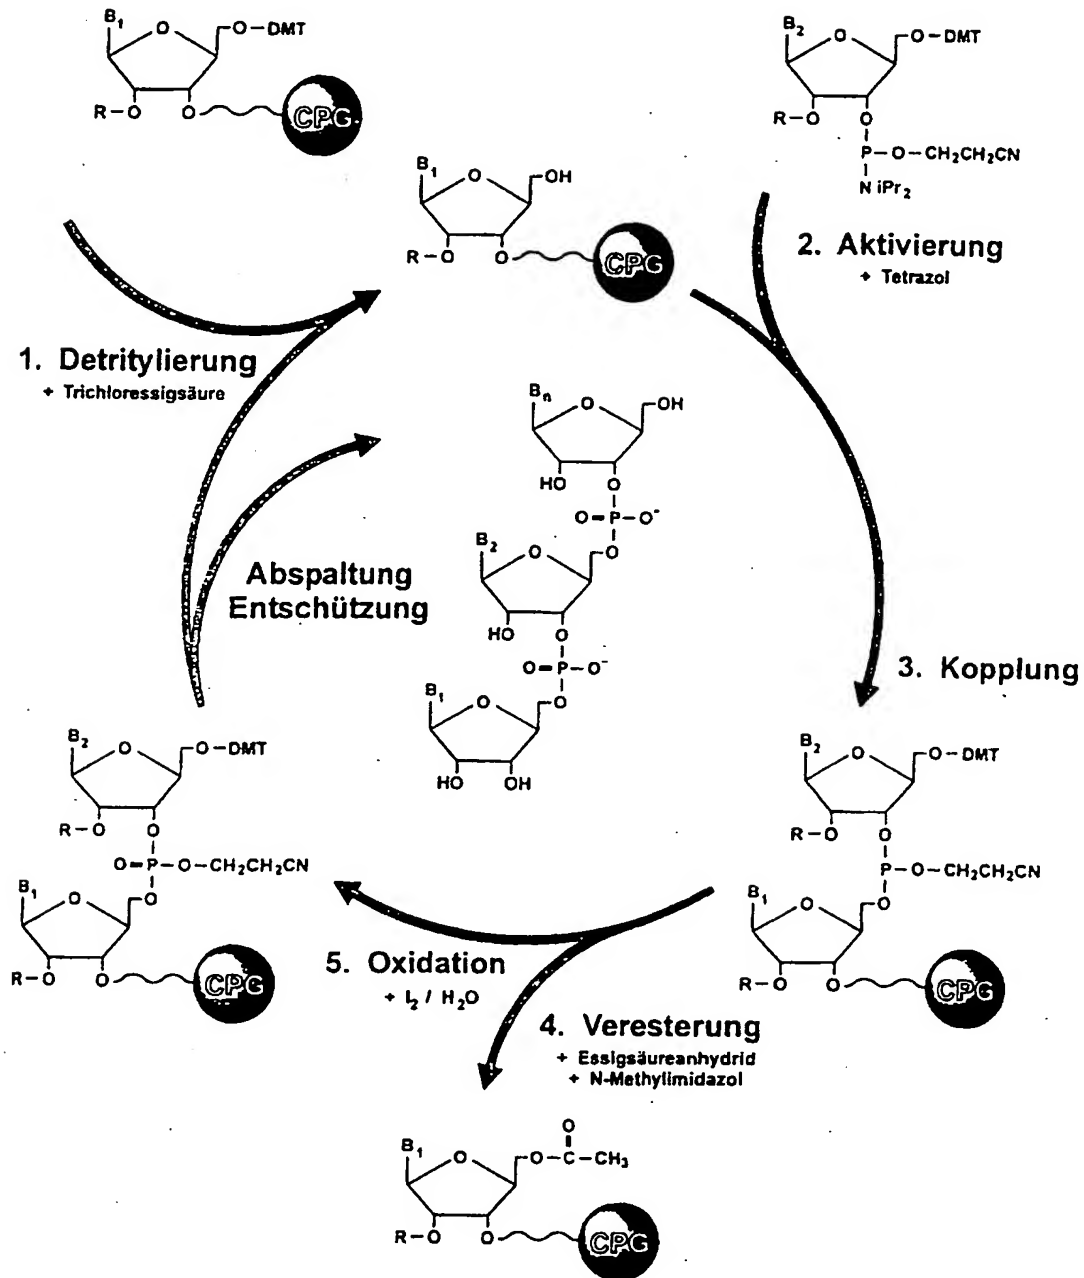 B1 O O–DMT
R–O O CPG
B2 O O–DMT
R–O O
P–O–CH2CH2CN
N iPr2
B1 O OH
R–O O CPG
2. Aktivierung
+ Tetrazol
1. Detritylierung
+ Trichloressigsäure
Bn O OH
HO O
O=P–O-
B2 O O
HO O
O=P–O-
B1 O O
HO OH
Abspaltung
Entschützung
3. Kopplung
B2 O O–DMT
R–O O
O=P–O–CH2CH2CN
B1 O O
R–O O CPG
B2 O O–DMT
R–O O
P–O–CH2CH2CN
B1 O O
R–O O CPG
5. Oxidation
+ I2 / H2O
4. Veresterung
+ Essigsäureanhydrid
+ N-Methylimidazol
O
B1 O O–C–CH3
R–O O CPG